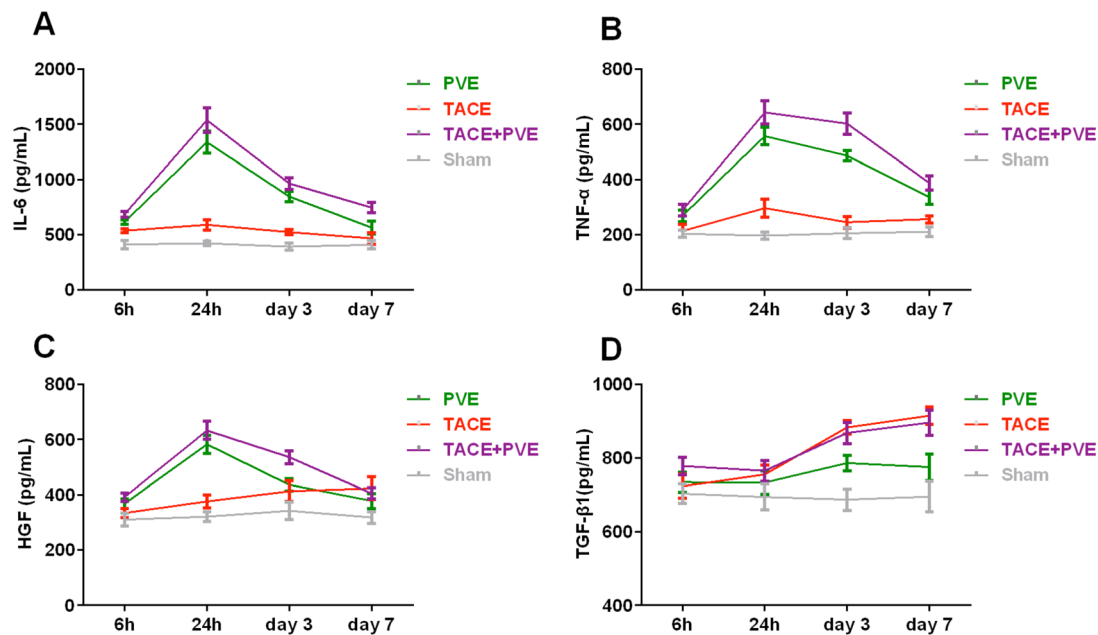 A
IL-6 (pg/mL)
2000
1500
1000
500
0
6h 24h day 3 day 7
PVE
TACE
TACE+PVE
Sham
B
TNF-α (pg/mL)
800
600
400
200
0
6h 24h day 3 day 7
PVE
TACE
TACE+PVE
Sham
C
HGF (pg/mL)
800
600
400
200
0
6h 24h day 3 day 7
PVE
TACE
TACE+PVE
Sham
D
TGF-β1(pg/mL)
1000
800
600
400
6h 24h day 3 day 7
PVE
TACE
TACE+PVE
Sham